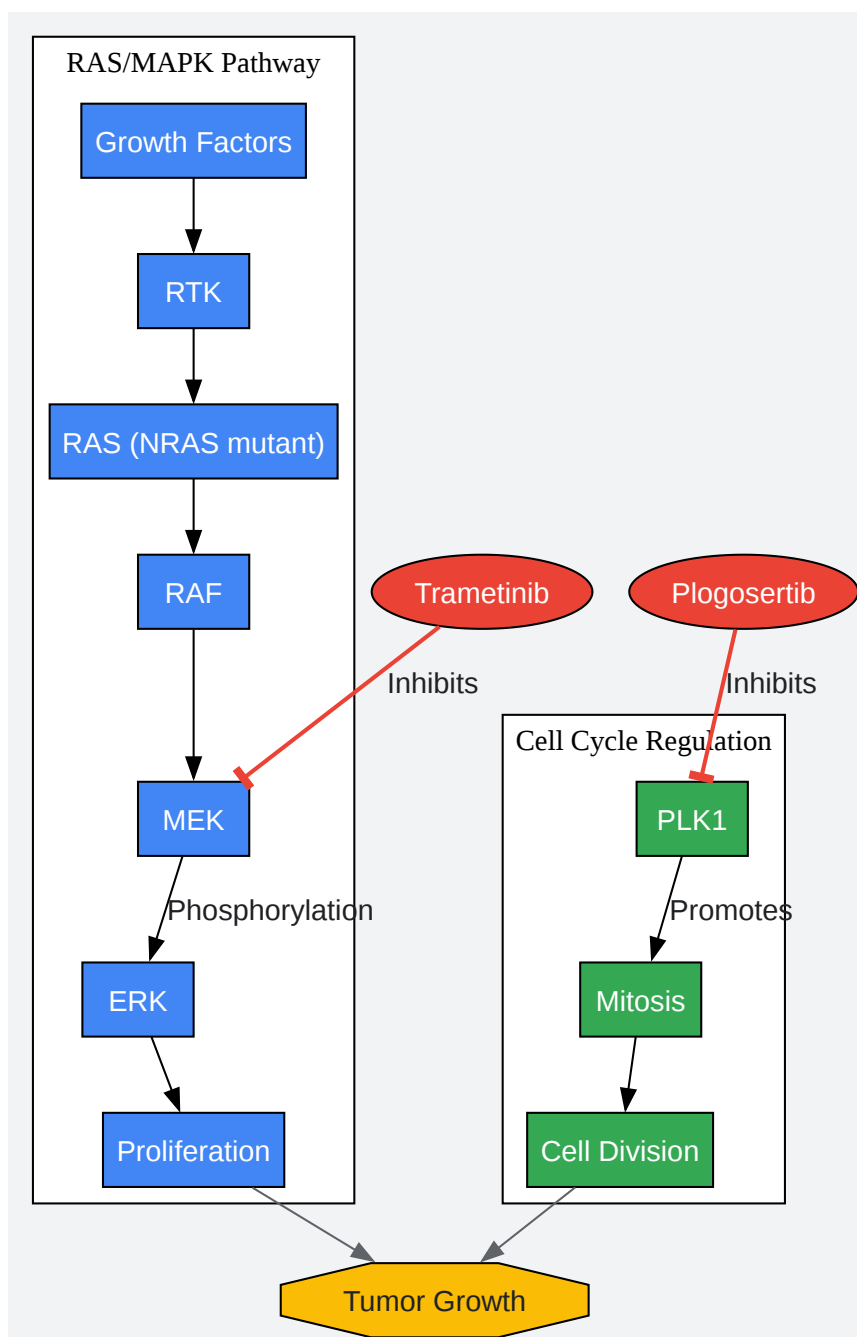 RAS/MAPK Pathway
Growth Factors
RTK
RAS (NRAS mutant)
RAF
Trametinib
Plogosertib
Inhibits
Inhibits
Cell Cycle Regulation
MEK
PLK1
Phosphorylation
Promotes
ERK
Mitosis
Proliferation
Cell Division
Tumor Growth